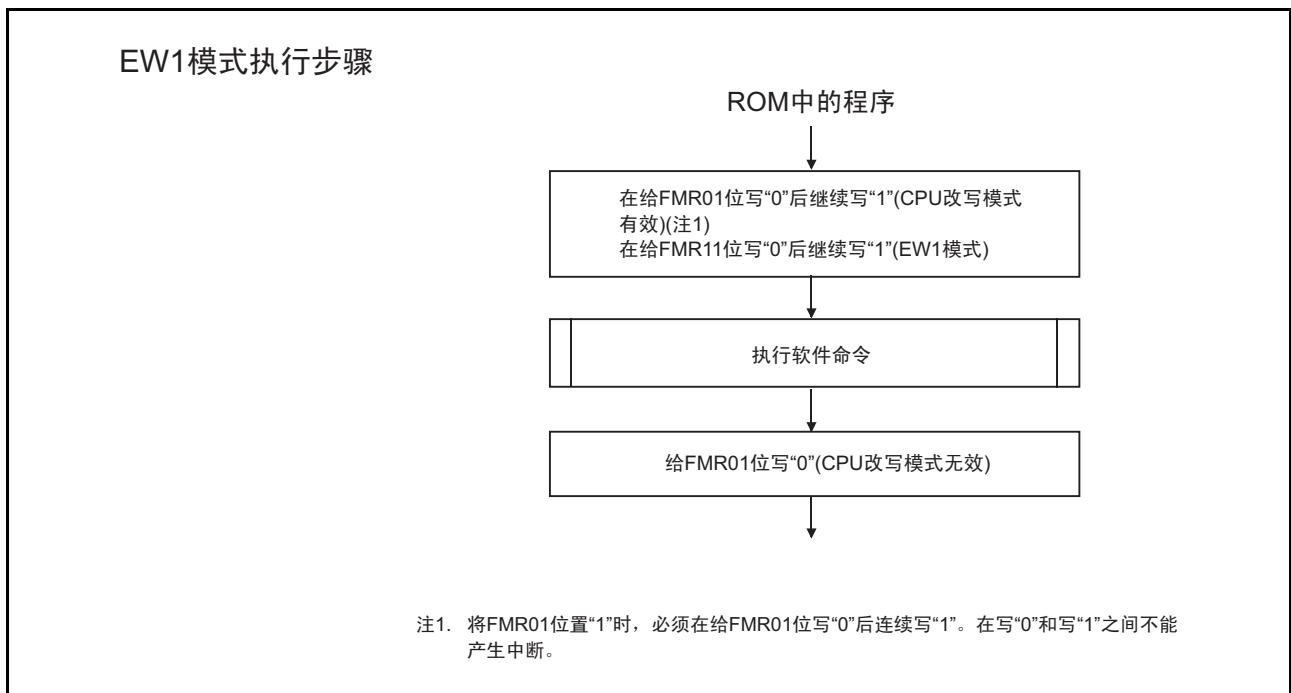 EW1模式执行步骤
ROM中的程序
在给FMR01位写“0”后继续写“1”(CPU改写模式
有效)(注1)
在给FMR11位写“0”后继续写“1”(EW1模式)
执行软件命令
给FMR01位写“0”(CPU改写模式无效)
注1. 将FMR01位置“1”时，必须在给FMR01位写“0”后连续写“1”。在写“0”和写“1”之间不能
产生中断。